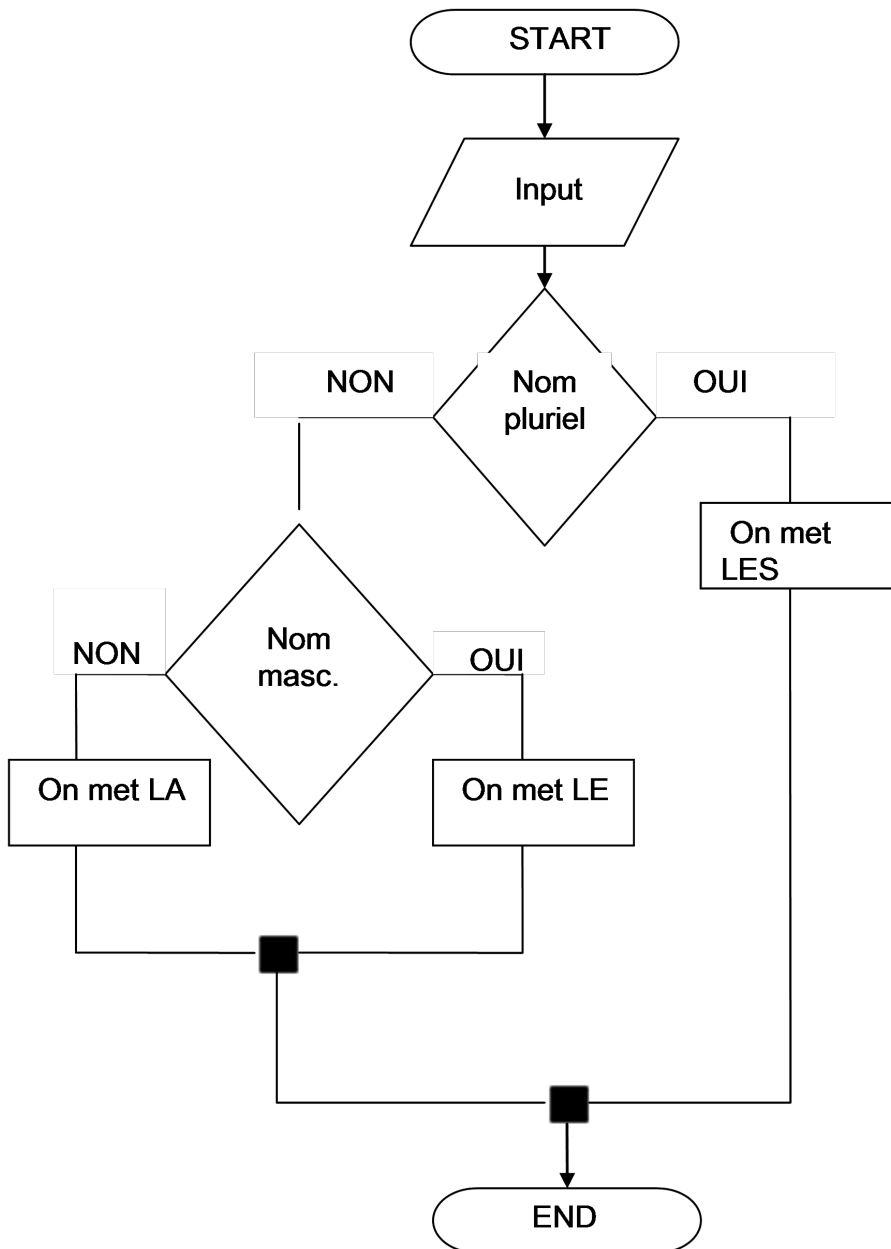 START
Input
NON
Nom
pluriel
OUI
On met
LES
NON
Nom
masc.
OUI
On met LA
On met LE
END